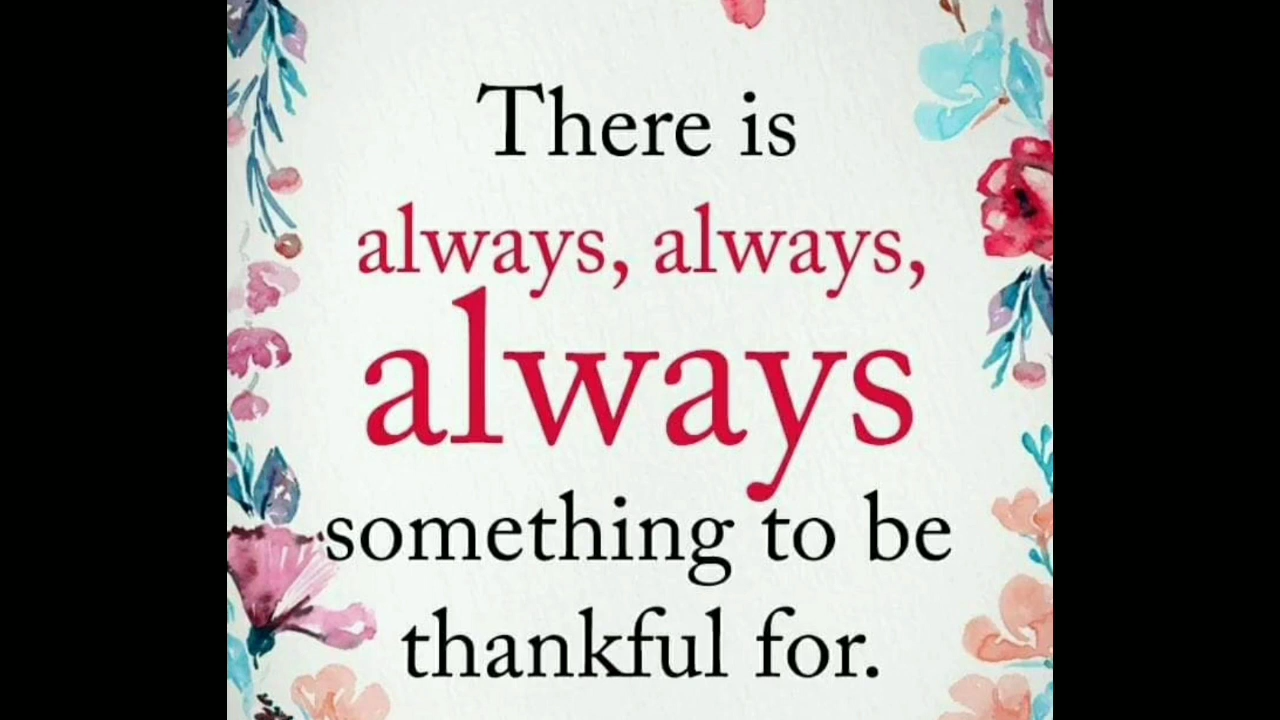 There is
always, always,
always
something to be
thankful for.